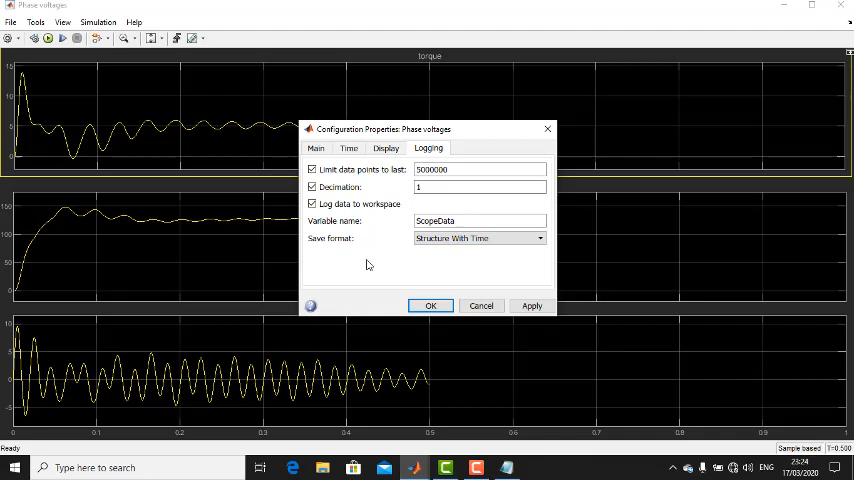 Phase voltages
File Tools View Simulation Help
torque
15
10
5
0
150
100
50
0
10
5
0
-5
0 0.1 0.2 0.3 0.4 0.5 0.6 0.7 0.8 0.9 1
Configuration Properties: Phase voltages
Main Time Display Logging
Limit data points to last: 5000000
Decimation: 1
Log data to workspace
Variable name: ScopeData
Save format: Structure With Time
OK Cancel Apply
Ready Sample based T=0.500
Type here to search
ENG
23:24
17/03/2020